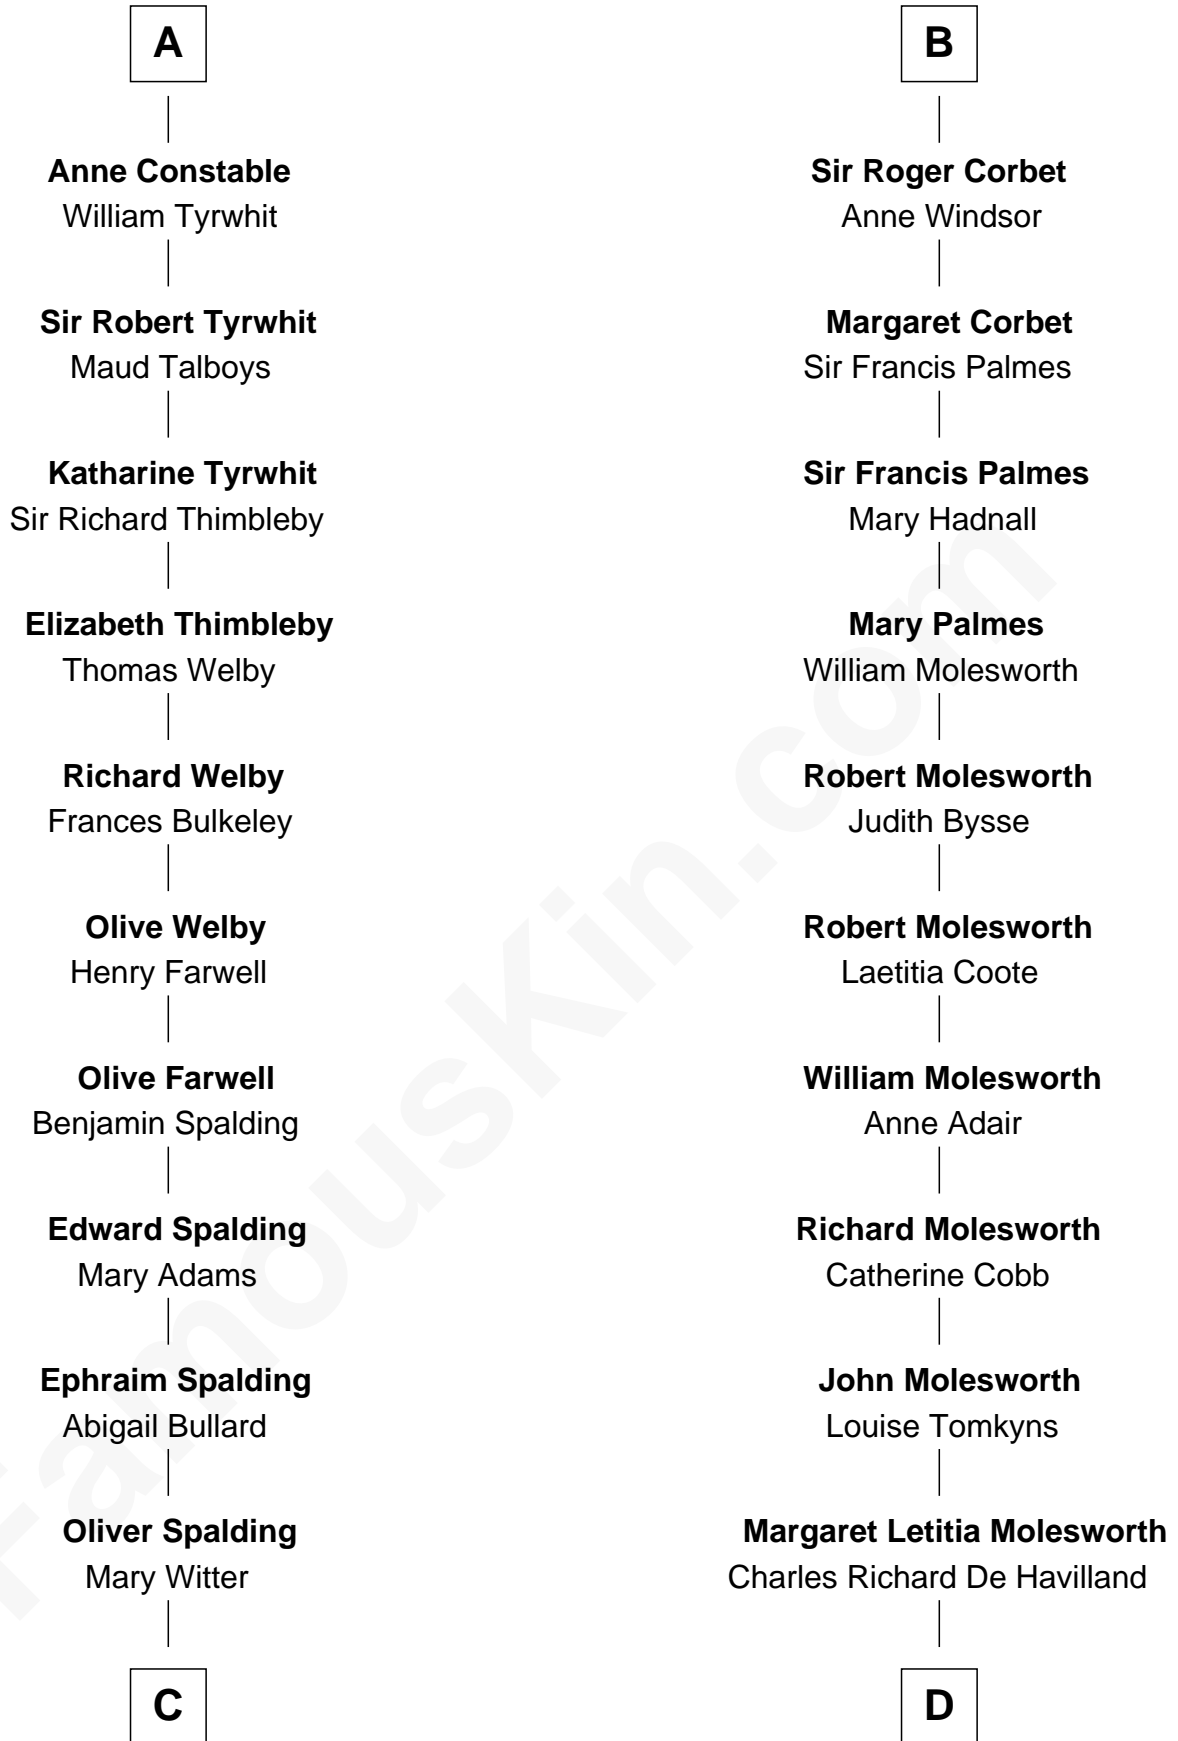 A
Anne Constable
William Tyrwhit
Sir Robert Tyrwhit
Maud Talboys
Katharine Tyrwhit
Sir Richard Thimbleby
Elizabeth Thimbleby
Thomas Welby
Richard Welby
Frances Bulkeley
Olive Welby
Henry Farwell
Olive Farwell
Benjamin Spalding
Edward Spalding
Mary Adams
Ephraim Spalding
Abigail Bullard
Oliver Spalding
Mary Witter
C
B
Sir Roger Corbet
Anne Windsor
Margaret Corbet
Sir Francis Palmes
Sir Francis Palmes
Mary Hadnall
Mary Palmes
William Molesworth
Robert Molesworth
Judith Bysse
Robert Molesworth
Laetitia Coote
William Molesworth
Anne Adair
Richard Molesworth
Catherine Cobb
John Molesworth
Louise Tomkyns
Margaret Letitia Molesworth
Charles Richard De Havilland
D
FamousKin.com